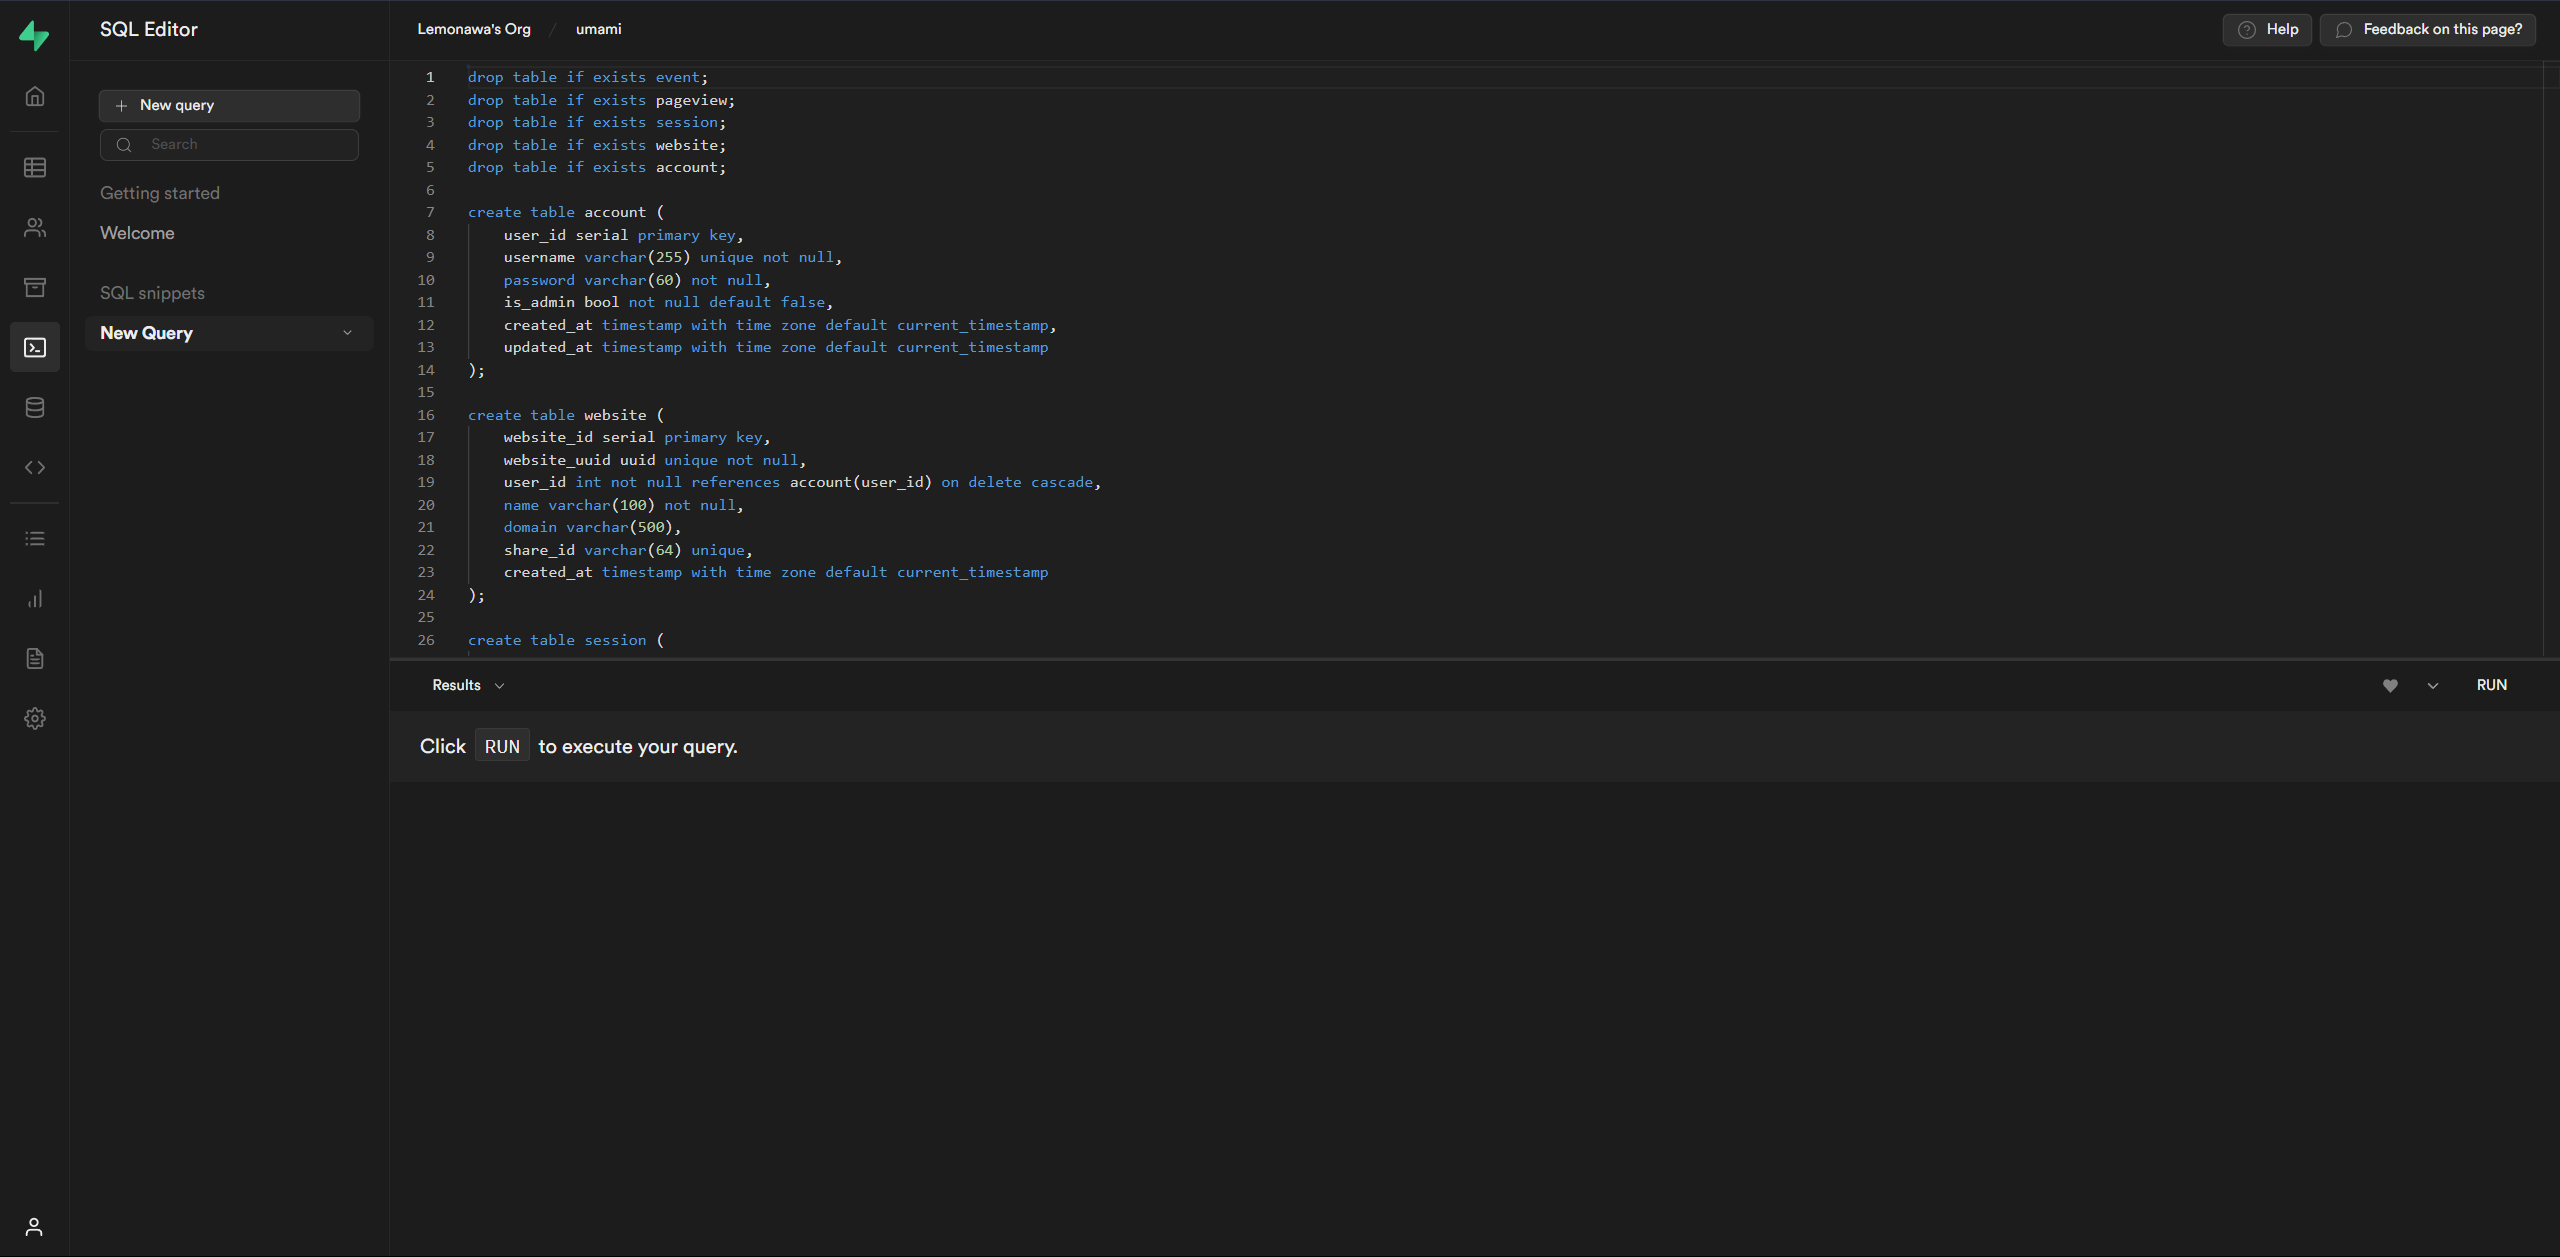 SQL Editor
Lemonawa's Org / umami
Help
Feedback on this page?
New query
Search
Getting started
Welcome
SQL snippets
New Query
1 drop table if exists event;
2 drop table if exists pageview;
3 drop table if exists session;
4 drop table if exists website;
5 drop table if exists account;
6
7 create table account (
8     user_id serial primary key,
9     username varchar(255) unique not null,
10     password varchar(60) not null,
11     is_admin bool not null default false,
12     created_at timestamp with time zone default current_timestamp,
13     updated_at timestamp with time zone default current_timestamp
14 );
15
16 create table website (
17     website_id serial primary key,
18     website_uuid uuid unique not null,
19     user_id int not null references account(user_id) on delete cascade,
20     name varchar(100) not null,
21     domain varchar(500),
22     share_id varchar(64) unique,
23     created_at timestamp with time zone default current_timestamp
24 );
25
26 create table session (
Results
RUN
Click RUN to execute your query.